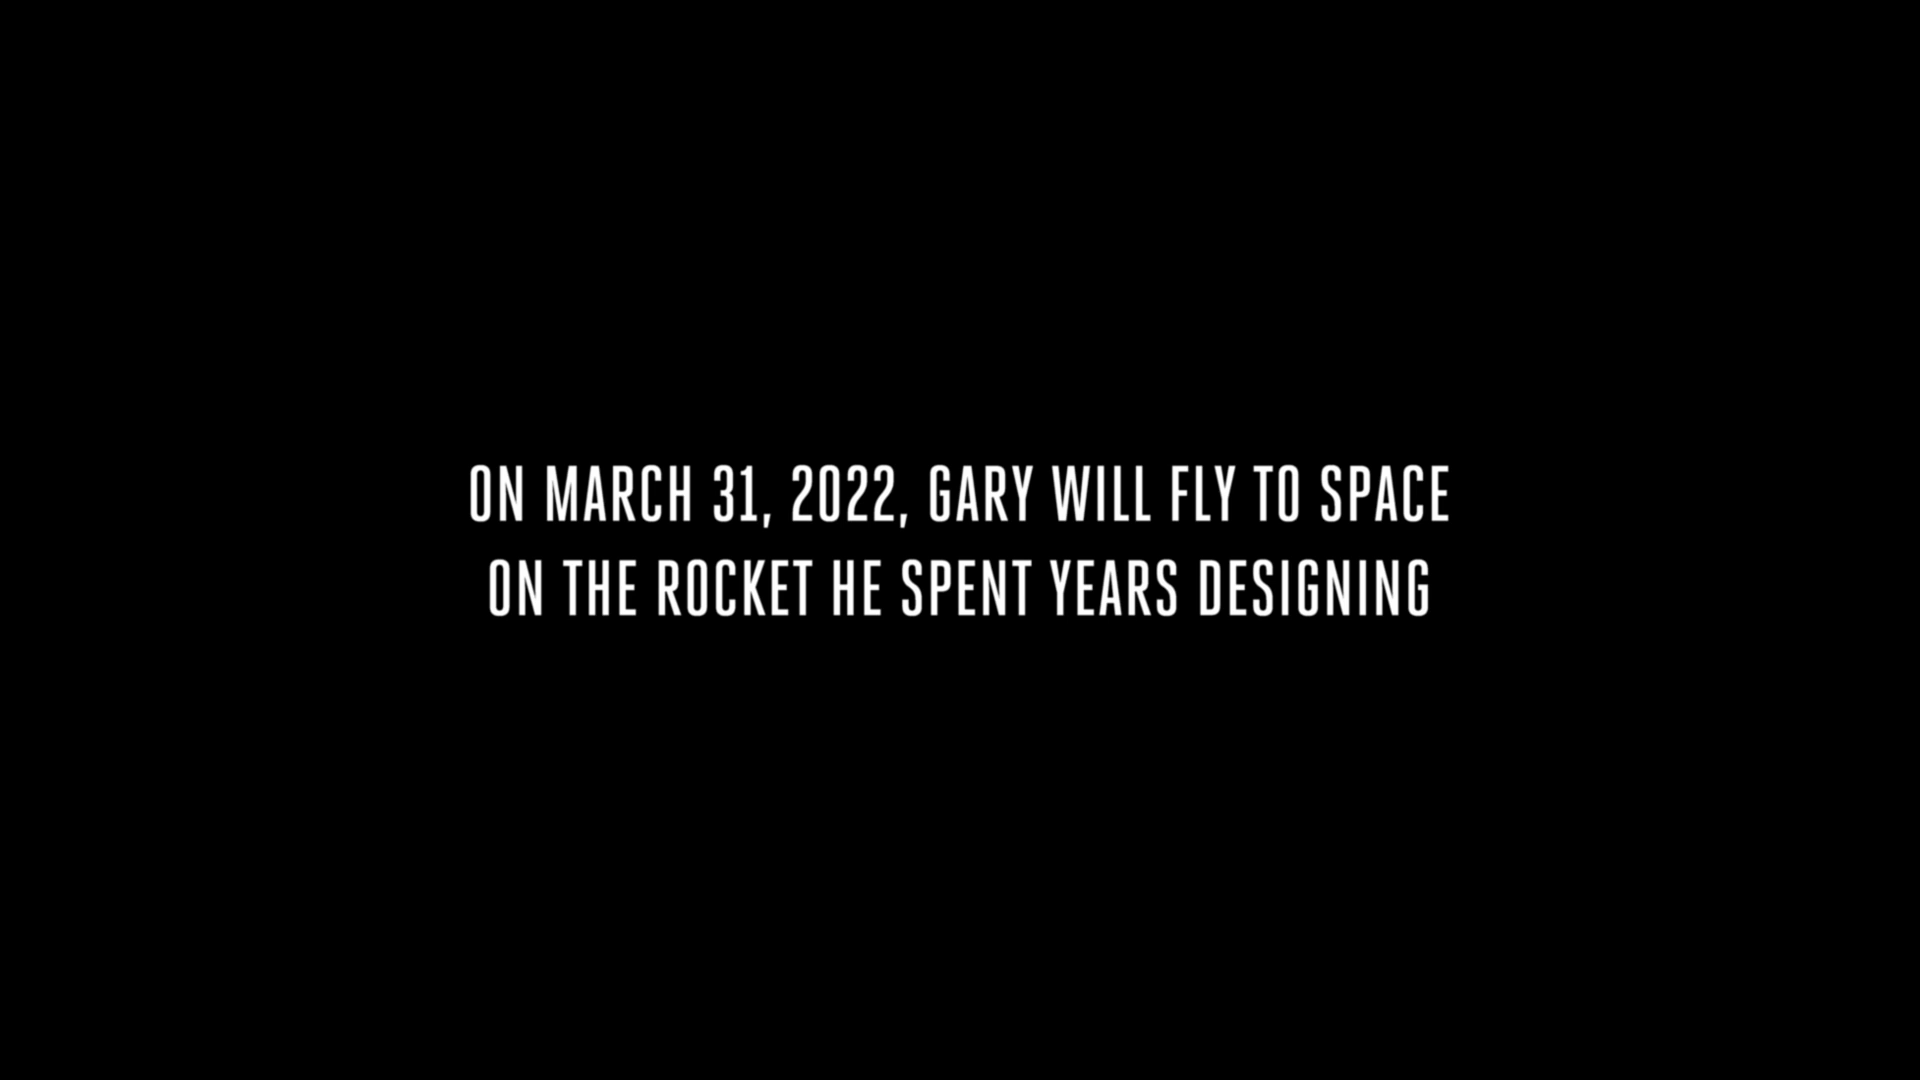 ON MARCH 31, 2022, GARY WILL FLY TO SPACE
ON THE ROCKET HE SPENT YEARS DESIGNING